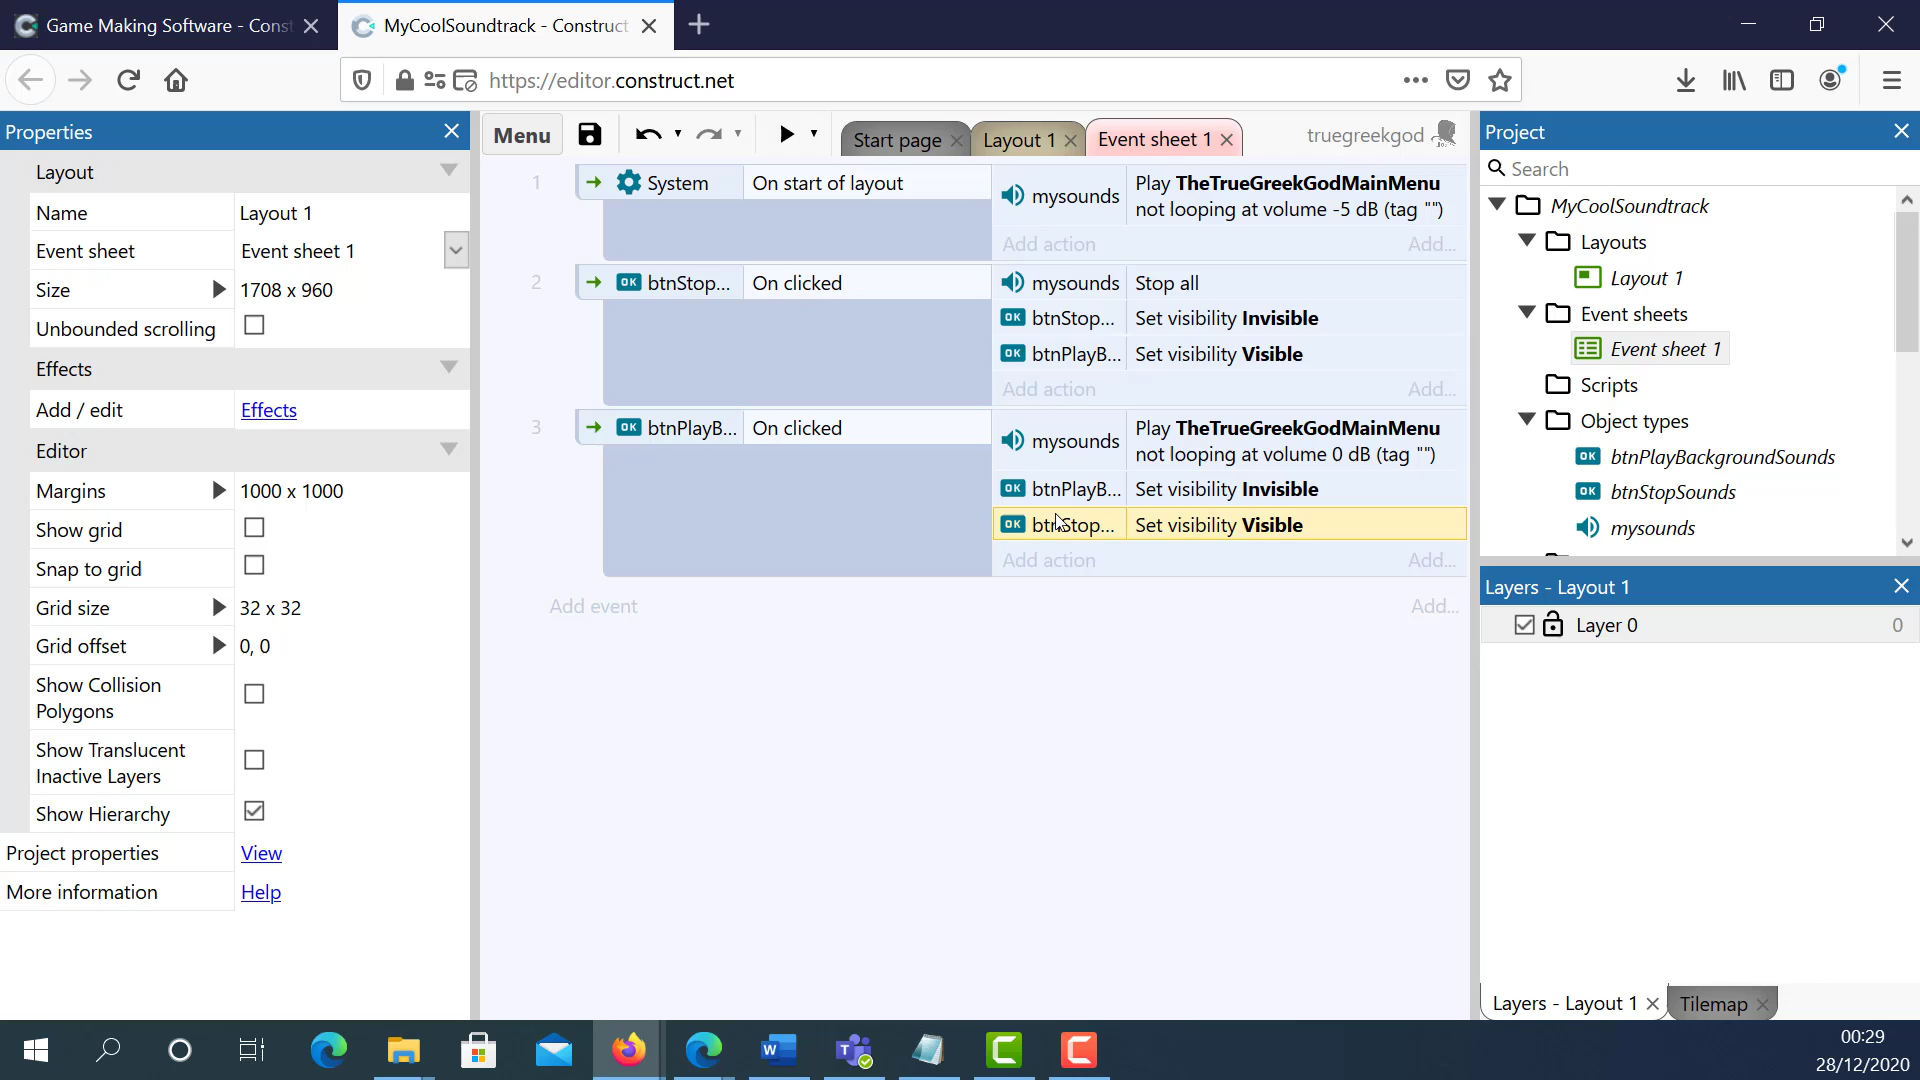 Game Making Software - Const
MyCoolSoundtrack - Construct
https://editor.construct.net
Properties
Layout
Name
Layout 1
Event sheet
Event sheet 1
Size
1708 x 960
Unbounded scrolling
Effects
Add / edit
Effects
Editor
Margins
1000 x 1000
Show grid
Snap to grid
Grid size
32 x 32
Grid offset
0, 0
Show Collision
Polygons
Show Translucent
Inactive Layers
Show Hierarchy
Project properties
View
More information
Help
Menu
Start page
Layout 1
Event sheet 1
truegreekgod
1
System
On start of layout
mysounds
Play TheTrueGreekGodMainMenu
not looping at volume -5 dB (tag "")
Add action
Add...
2
OK
btnStop...
On clicked
mysounds
Stop all
OK
btnStop...
Set visibility Invisible
OK
btnPlayB...
Set visibility Visible
Add action
Add...
3
OK
btnPlayB...
On clicked
mysounds
Play TheTrueGreekGodMainMenu
not looping at volume 0 dB (tag "")
OK
btnPlayB...
Set visibility Invisible
OK
btnStop...
Set visibility Visible
Add action
Add...
Add event
Add...
Project
Search
MyCoolSoundtrack
Layouts
Layout 1
Event sheets
Event sheet 1
Scripts
Object types
OK
btnPlayBackgroundSounds
OK
btnStopSounds
mysounds
Layers - Layout 1
Layer 0
0
Layers - Layout 1
Tilemap
00:29
28/12/2020